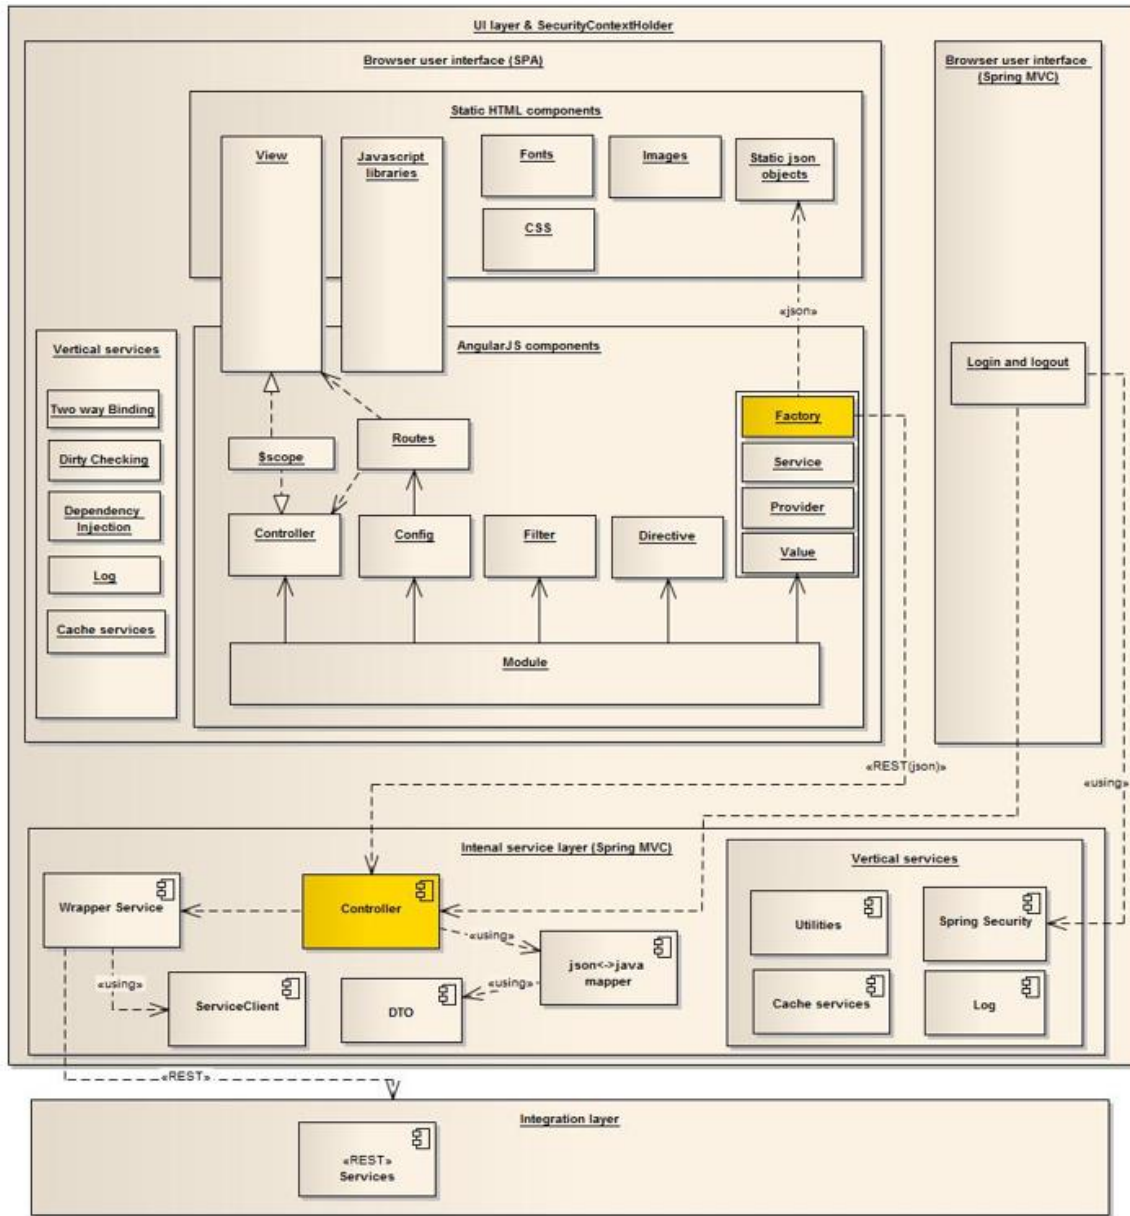 UI layer & SecurityContextHolder
Browser user interface (SPA)
Browser user interface
(Spring MVC)
Static HTML components
View
Javascript
libraries
Fonts
Images
Static json
objects
CSS
«json»
Vertical services
Two way Binding
Dirty Checking
Dependency
Injection
Log
Cache services
AngularJS components
Login and logout
Factory
Service
Provider
Value
Routes
$scope
Controller
Config
Filter
Directive
Module
«REST(json)»
«using»
Intenal service layer (Spring MVC)
Wrapper Service
Controller
«using»
json<->java
mapper
«using»
ServiceClient
«using»
DTO
Vertical services
Utilities
Spring Security
Cache services
Log
«REST»
Integration layer
«REST»
Services